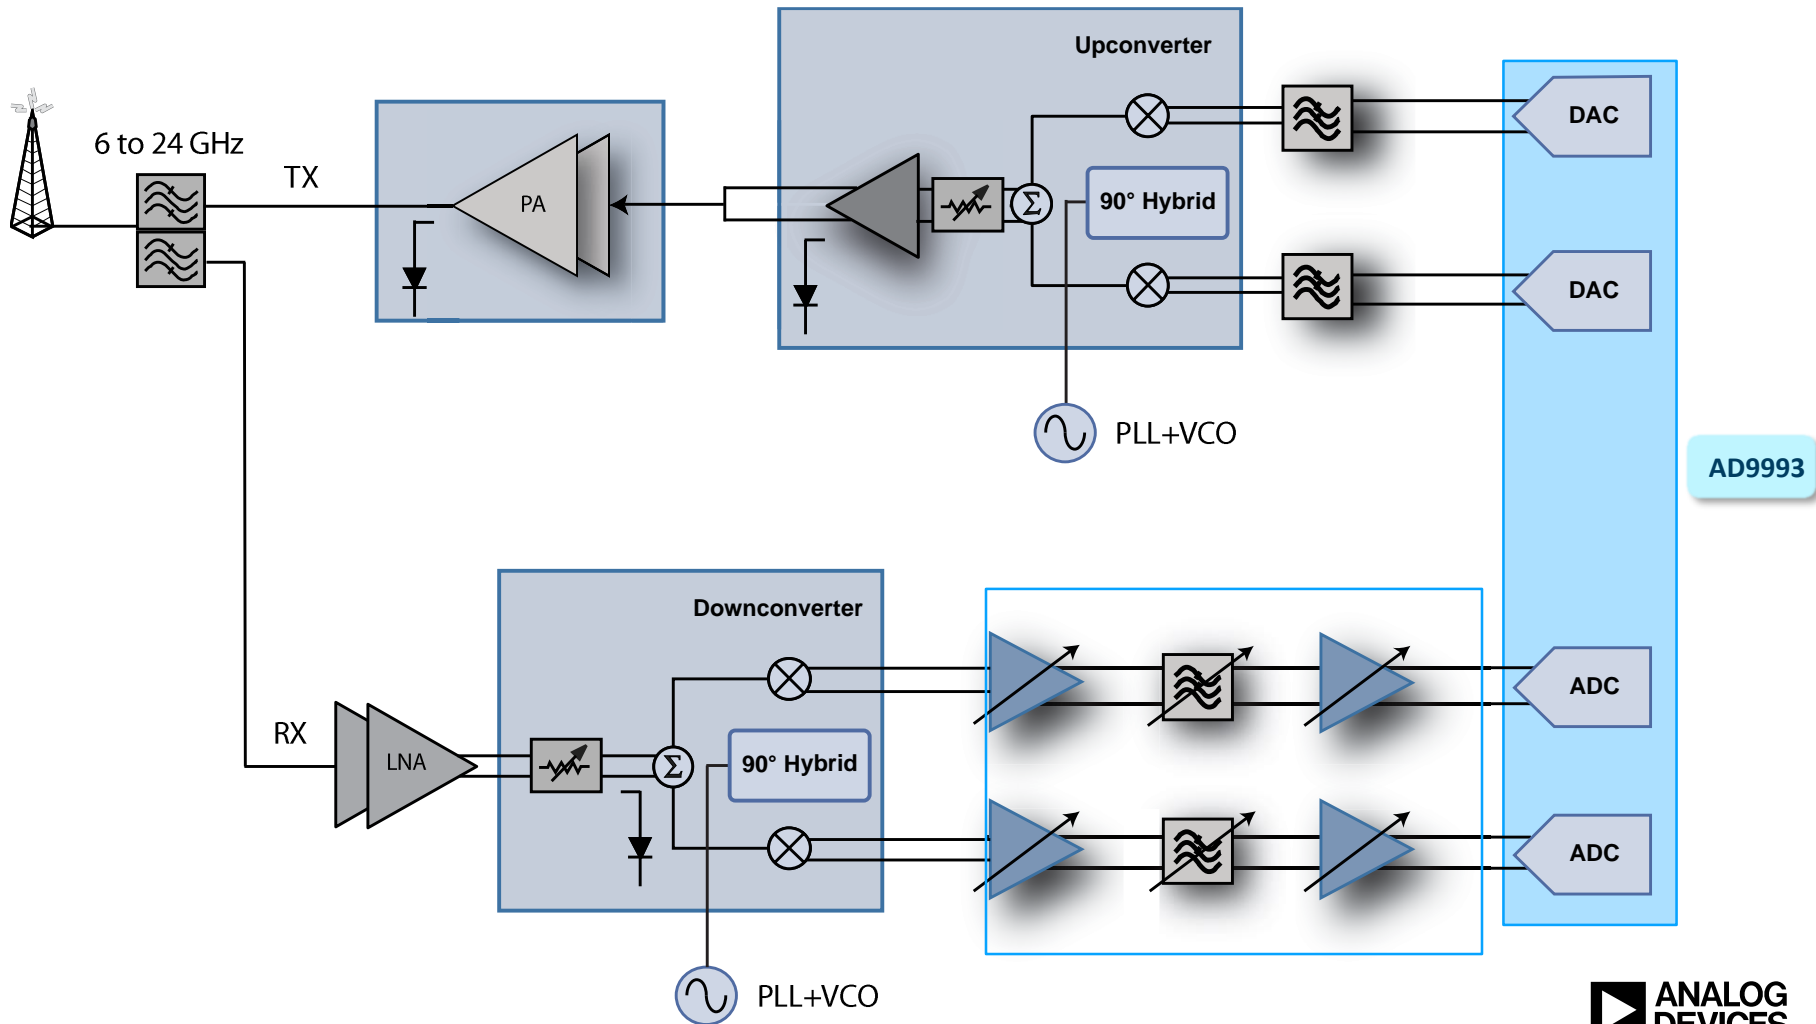 Upconverter
DAC
6 to 24 GHz
TX
PA
Σ
90° Hybrid
DAC
PLL+VCO
AD9993
Downconverter
ADC
RX
LNA
Σ
90° Hybrid
ADC
PLL+VCO
ANALOG
DEVICES